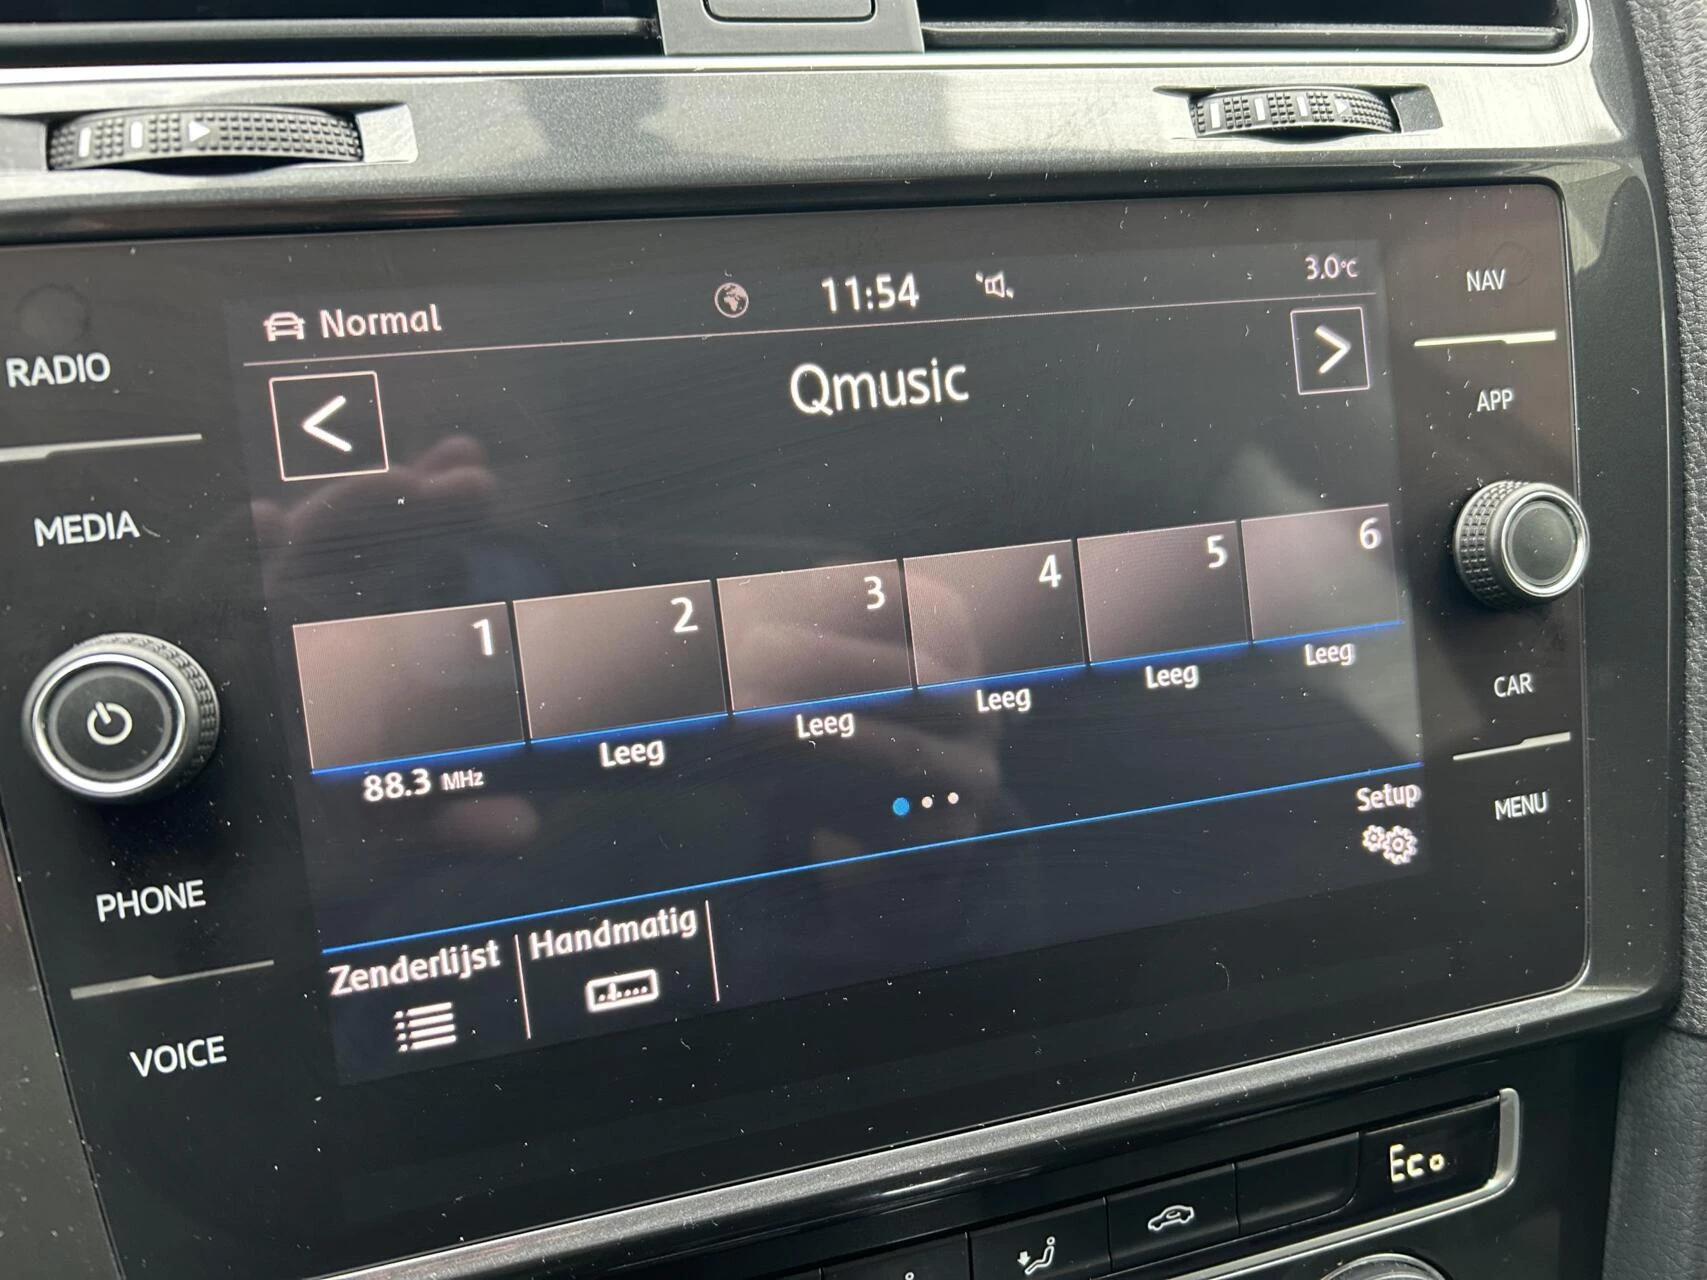 Normal
11:54
3.0°C
NAV
RADIO
Qmusic
APP
MEDIA
1
2
3
4
5
6
88.3 MHz
Leeg
Leeg
Leeg
Leeg
Leeg
CAR
Setup
MENU
PHONE
Zenderlijst
Handmatig
VOICE
Eco